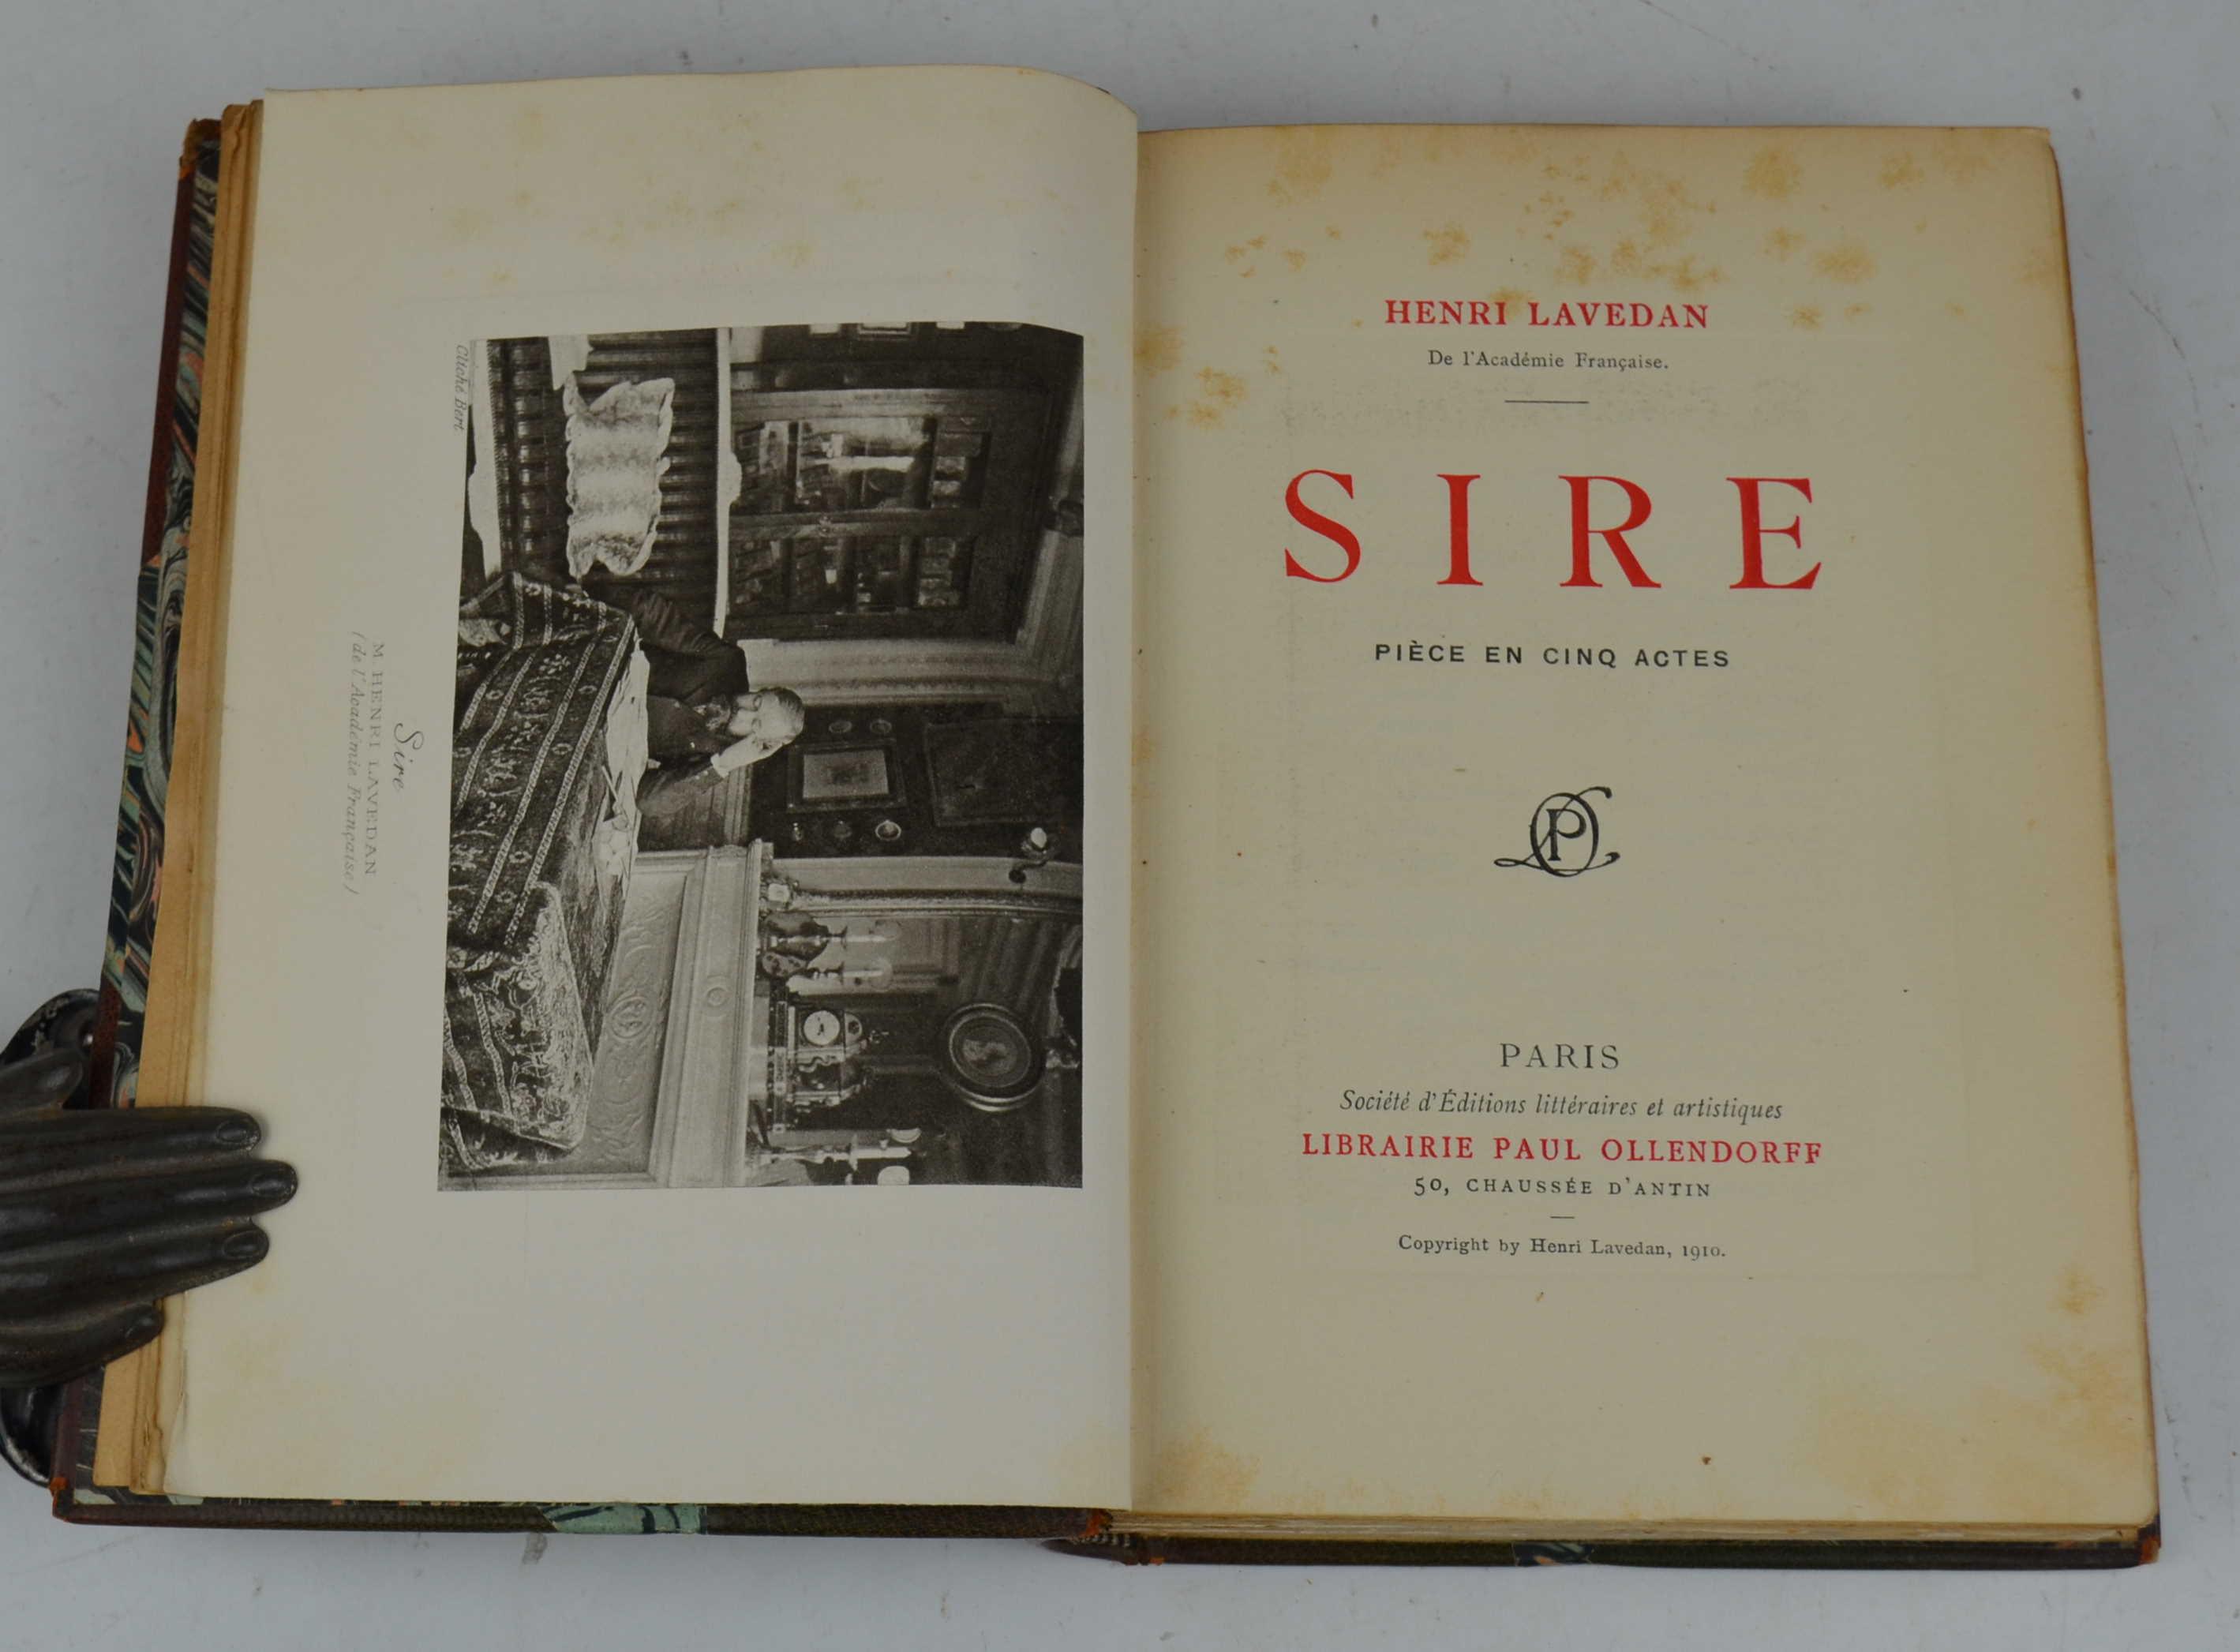 Cliché Bert.
Sire
M. HENRI LAVEDAN
(de l'Académie Française)
HENRI LAVEDAN
De l'Académie Française.
SIRE
PIÈCE EN CINQ ACTES
PARIS
Société d'Éditions littéraires et artistiques
LIBRAIRIE PAUL OLLENDORFF
50, CHAUSSÉE D'ANTIN
Copyright by Henri Lavedan, 1910.